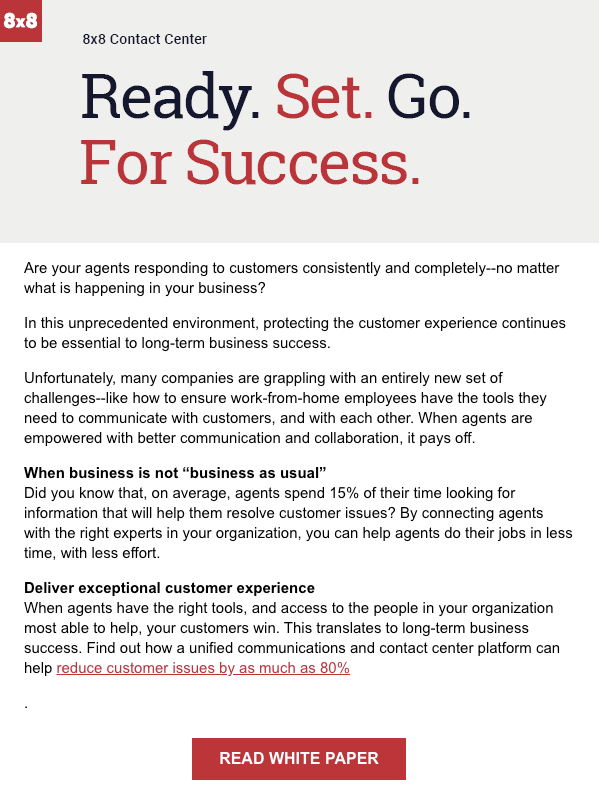 8x8
8x8 Contact Center
Ready. Set. Go.
For Success.
Are your agents responding to customers consistently and completely--no matter
what is happening in your business?
In this unprecedented environment, protecting the customer experience continues
to be essential to long-term business success.
Unfortunately, many companies are grappling with an entirely new set of
challenges--like how to ensure work-from-home employees have the tools they
need to communicate with customers, and with each other. When agents are
empowered with better communication and collaboration, it pays off.
When business is not “business as usual”
Did you know that, on average, agents spend 15% of their time looking for
information that will help them resolve customer issues? By connecting agents
with the right experts in your organization, you can help agents do their jobs in less
time, with less effort.
Deliver exceptional customer experience
When agents have the right tools, and access to the people in your organization
most able to help, your customers win. This translates to long-term business
success. Find out how a unified communications and contact center platform can
help reduce customer issues by as much as 80%
.
READ WHITE PAPER